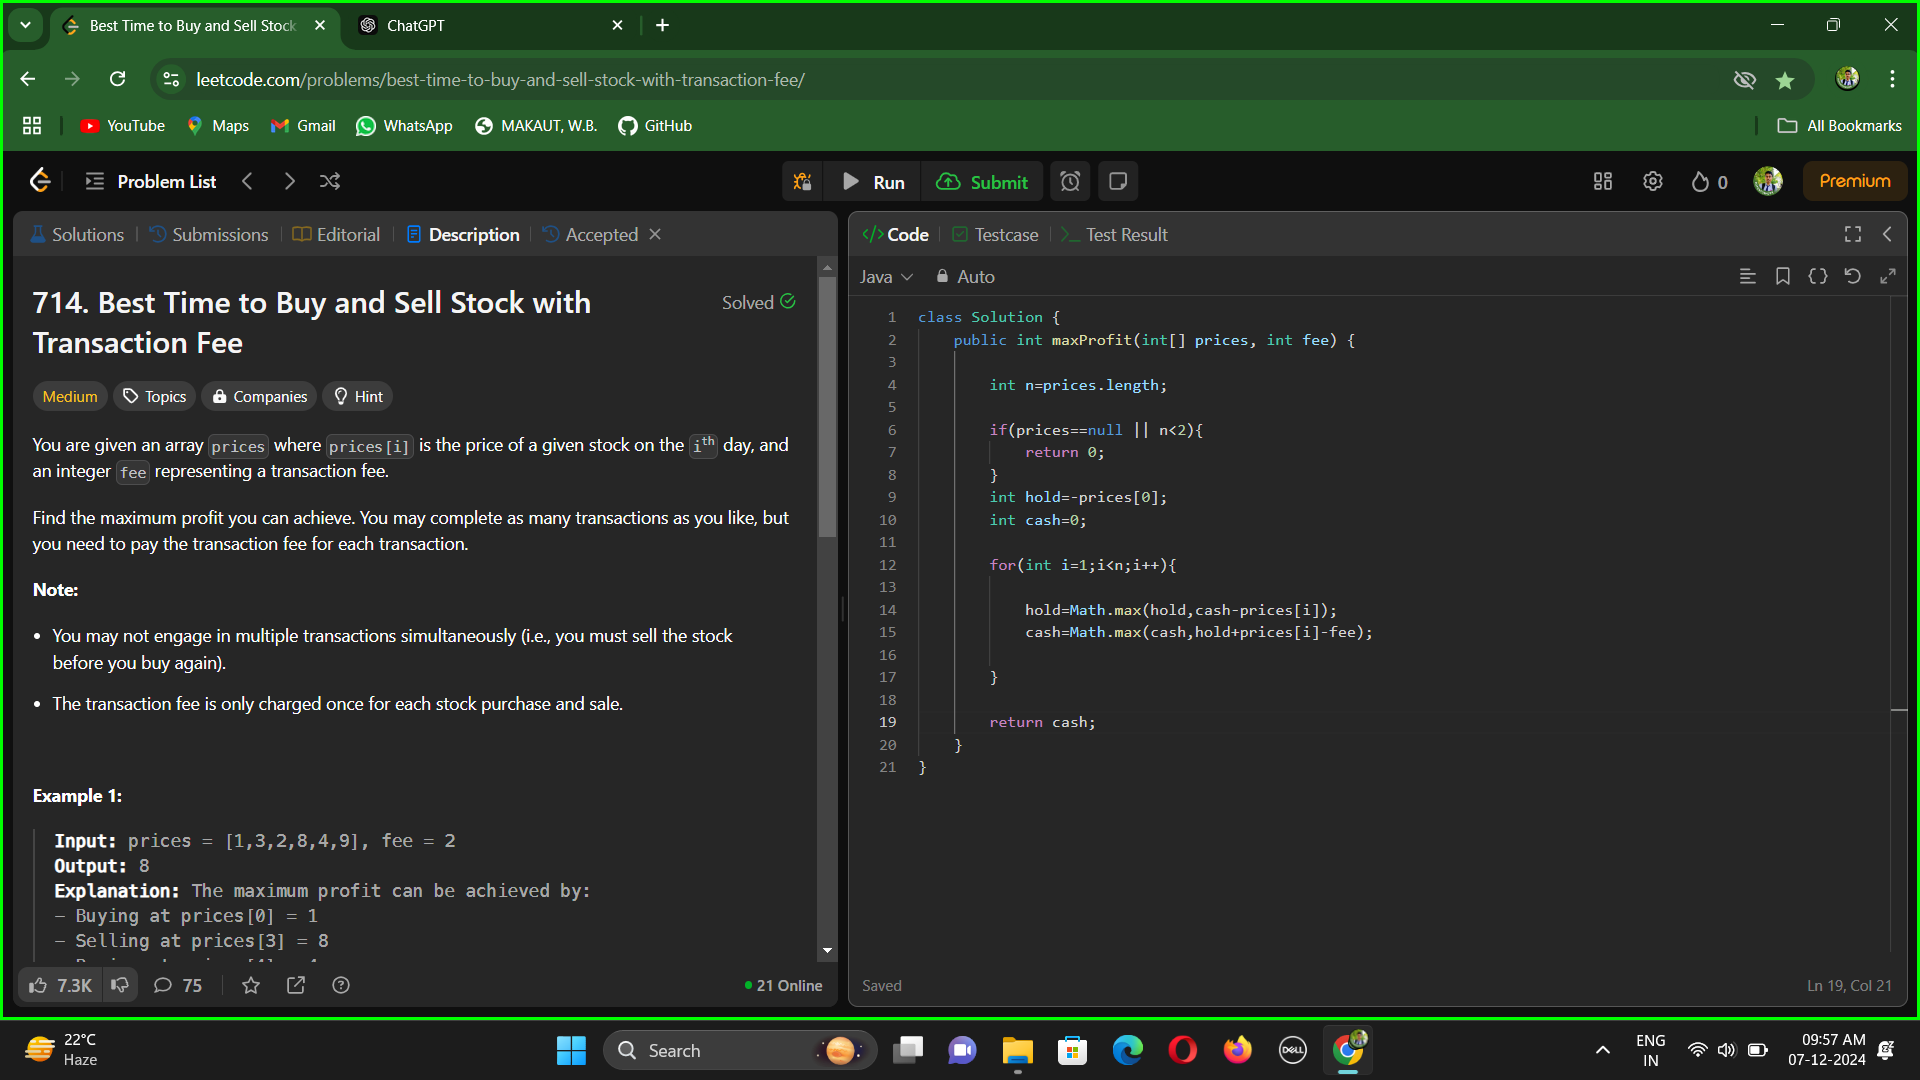 Best Time to Buy and Sell Stock
ChatGPT
leetcode.com/problems/best-time-to-buy-and-sell-stock-with-transaction-fee/
YouTube
Maps
Gmail
WhatsApp
MAKAUT, W.B.
GitHub
All Bookmarks
Problem List
Run
Submit
0
Premium
Solutions
Submissions
Editorial
Description
Accepted
714. Best Time to Buy and Sell Stock with
Transaction Fee
Solved
Medium
Topics
Companies
Hint
You are given an array prices where prices[i] is the price of a given stock on the ith day, and
an integer fee representing a transaction fee.
Find the maximum profit you can achieve. You may complete as many transactions as you like, but
you need to pay the transaction fee for each transaction.
Note:
• You may not engage in multiple transactions simultaneously (i.e., you must sell the stock
before you buy again).
• The transaction fee is only charged once for each stock purchase and sale.
Example 1:
Input: prices = [1,3,2,8,4,9], fee = 2
Output: 8
Explanation: The maximum profit can be achieved by:
- Buying at prices[0] = 1
- Selling at prices[3] = 8
7.3K
75
21 Online
</> Code
Testcase
>_ Test Result
Java
Auto
1 class Solution {
2 public int maxProfit(int[] prices, int fee) {
3
4 int n=prices.length;
5
6 if(prices==null || n<2){
7 return 0;
8 }
9 int hold=-prices[0];
10 int cash=0;
11
12 for(int i=1;i<n;i++){
13
14 hold=Math.max(hold,cash-prices[i]);
15 cash=Math.max(cash,hold+prices[i]-fee);
16
17 }
18
19 return cash;
20 }
21 }
Saved
Ln 19, Col 21
22°C
Haze
Search
DELL
ENG
IN
09:57 AM
07-12-2024